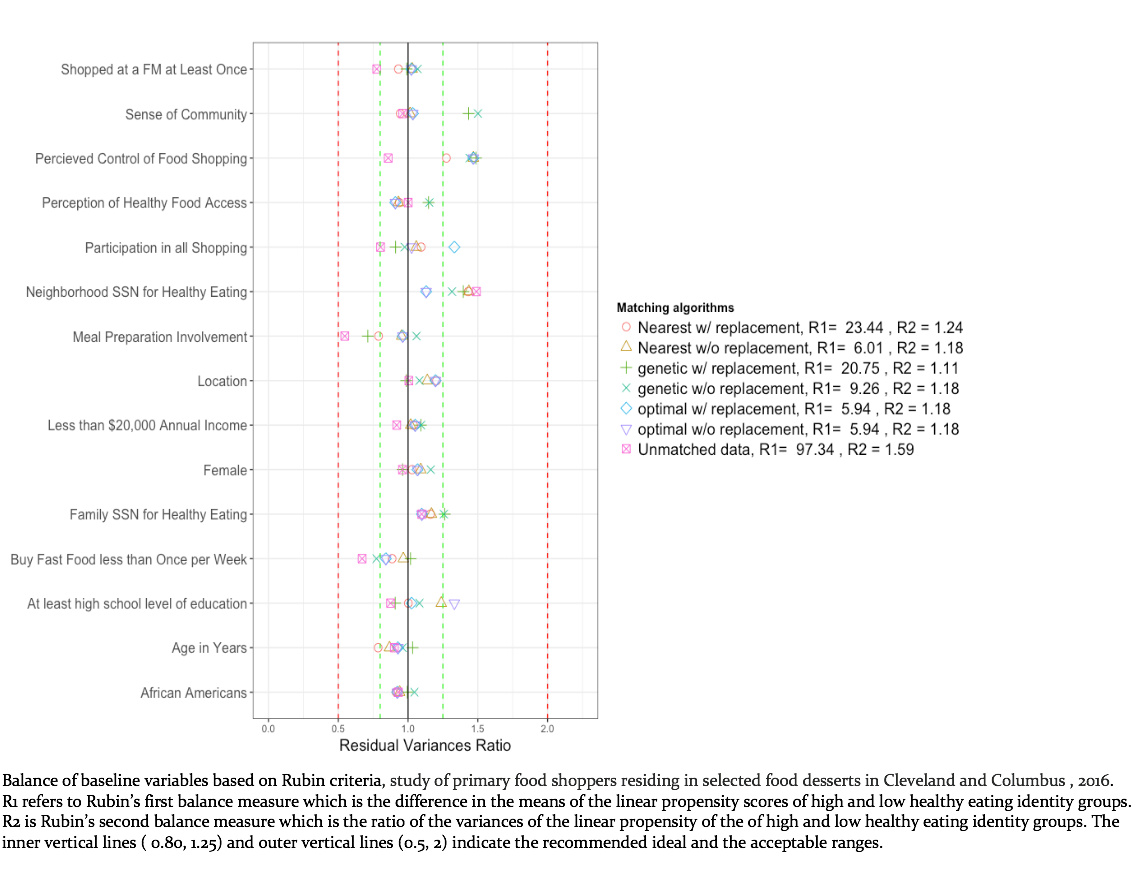 Shopped at a FM at Least Once
Sense of Community
Percieved Control of Food Shopping
Perception of Healthy Food Access
Participation in all Shopping
Neighborhood SSN for Healthy Eating
Meal Preparation Involvement
Location
Less than $20,000 Annual Income
Female
Family SSN for Healthy Eating
Buy Fast Food less than Once per Week
At least high school level of education
Age in Years
African Americans
0.0 0.5 1.0 1.5 2.0
Residual Variances Ratio
Matching algorithms
Nearest w/ replacement, R1= 23.44 , R2 = 1.24
Nearest w/o replacement, R1= 6.01 , R2 = 1.18
genetic w/ replacement, R1= 20.75 , R2 = 1.11
genetic w/o replacement, R1= 9.26 , R2 = 1.18
optimal w/ replacement, R1= 5.94 , R2 = 1.18
optimal w/o replacement, R1= 5.94 , R2 = 1.18
Unmatched data, R1= 97.34 , R2 = 1.59
Balance of baseline variables based on Rubin criteria, study of primary food shoppers residing in selected food desserts in Cleveland and Columbus , 2016.
R1 refers to Rubin's first balance measure which is the difference in the means of the linear propensity scores of high and low healthy eating identity groups.
R2 is Rubin's second balance measure which is the ratio of the variances of the linear propensity of the of high and low healthy eating identity groups. The
inner vertical lines ( 0.80, 1.25) and outer vertical lines (0.5, 2) indicate the recommended ideal and the acceptable ranges.